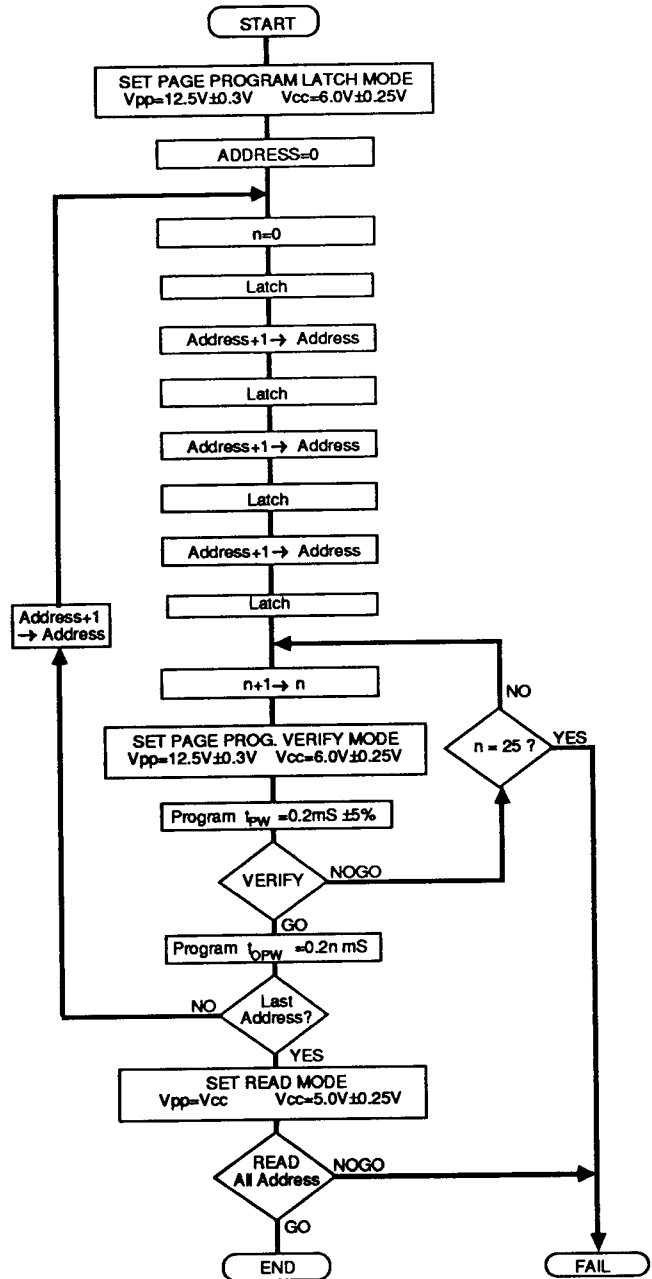 START
SET PAGE PROGRAM LATCH MODE
Vpp=12.5V±0.3V Vcc=6.0V±0.25V
ADDRESS=0
n=0
Latch
Address+1→ Address
Latch
Address+1→ Address
Latch
Address+1→ Address
Latch
Address+1
→ Address
n+1→ n
NO
n = 25 ?
YES
SET PAGE PROG. VERIFY MODE
Vpp=12.5V±0.3V Vcc=6.0V±0.25V
Program tPW =0.2mS ±5%
VERIFY
NOGO
GO
Program tOPW =0.2n mS
NO
Last
Address?
YES
SET READ MODE
Vpp=Vcc Vcc=5.0V±0.25V
READ
All Address
NOGO
GO
END
FAIL